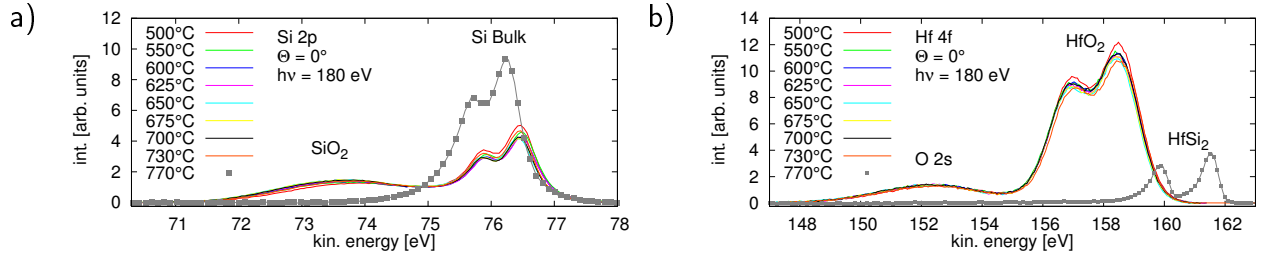 a)
12
10
8
6
4
2
0
int. [arb. units]
500°C
550°C
600°C
625°C
650°C
675°C
700°C
730°C
770°C
Si 2p
Θ = 0°
hν = 180 eV
Si Bulk
SiO2
71 72 73 74 75 76 77 78
kin. energy [eV]
b)
14
12
10
8
6
4
2
0
int. [arb. units]
500°C
550°C
600°C
625°C
650°C
675°C
700°C
730°C
770°C
Hf 4f
Θ = 0°
hν = 180 eV
HfO2
O 2s
HfSi2
148 150 152 154 156 158 160 162
kin. energy [eV]